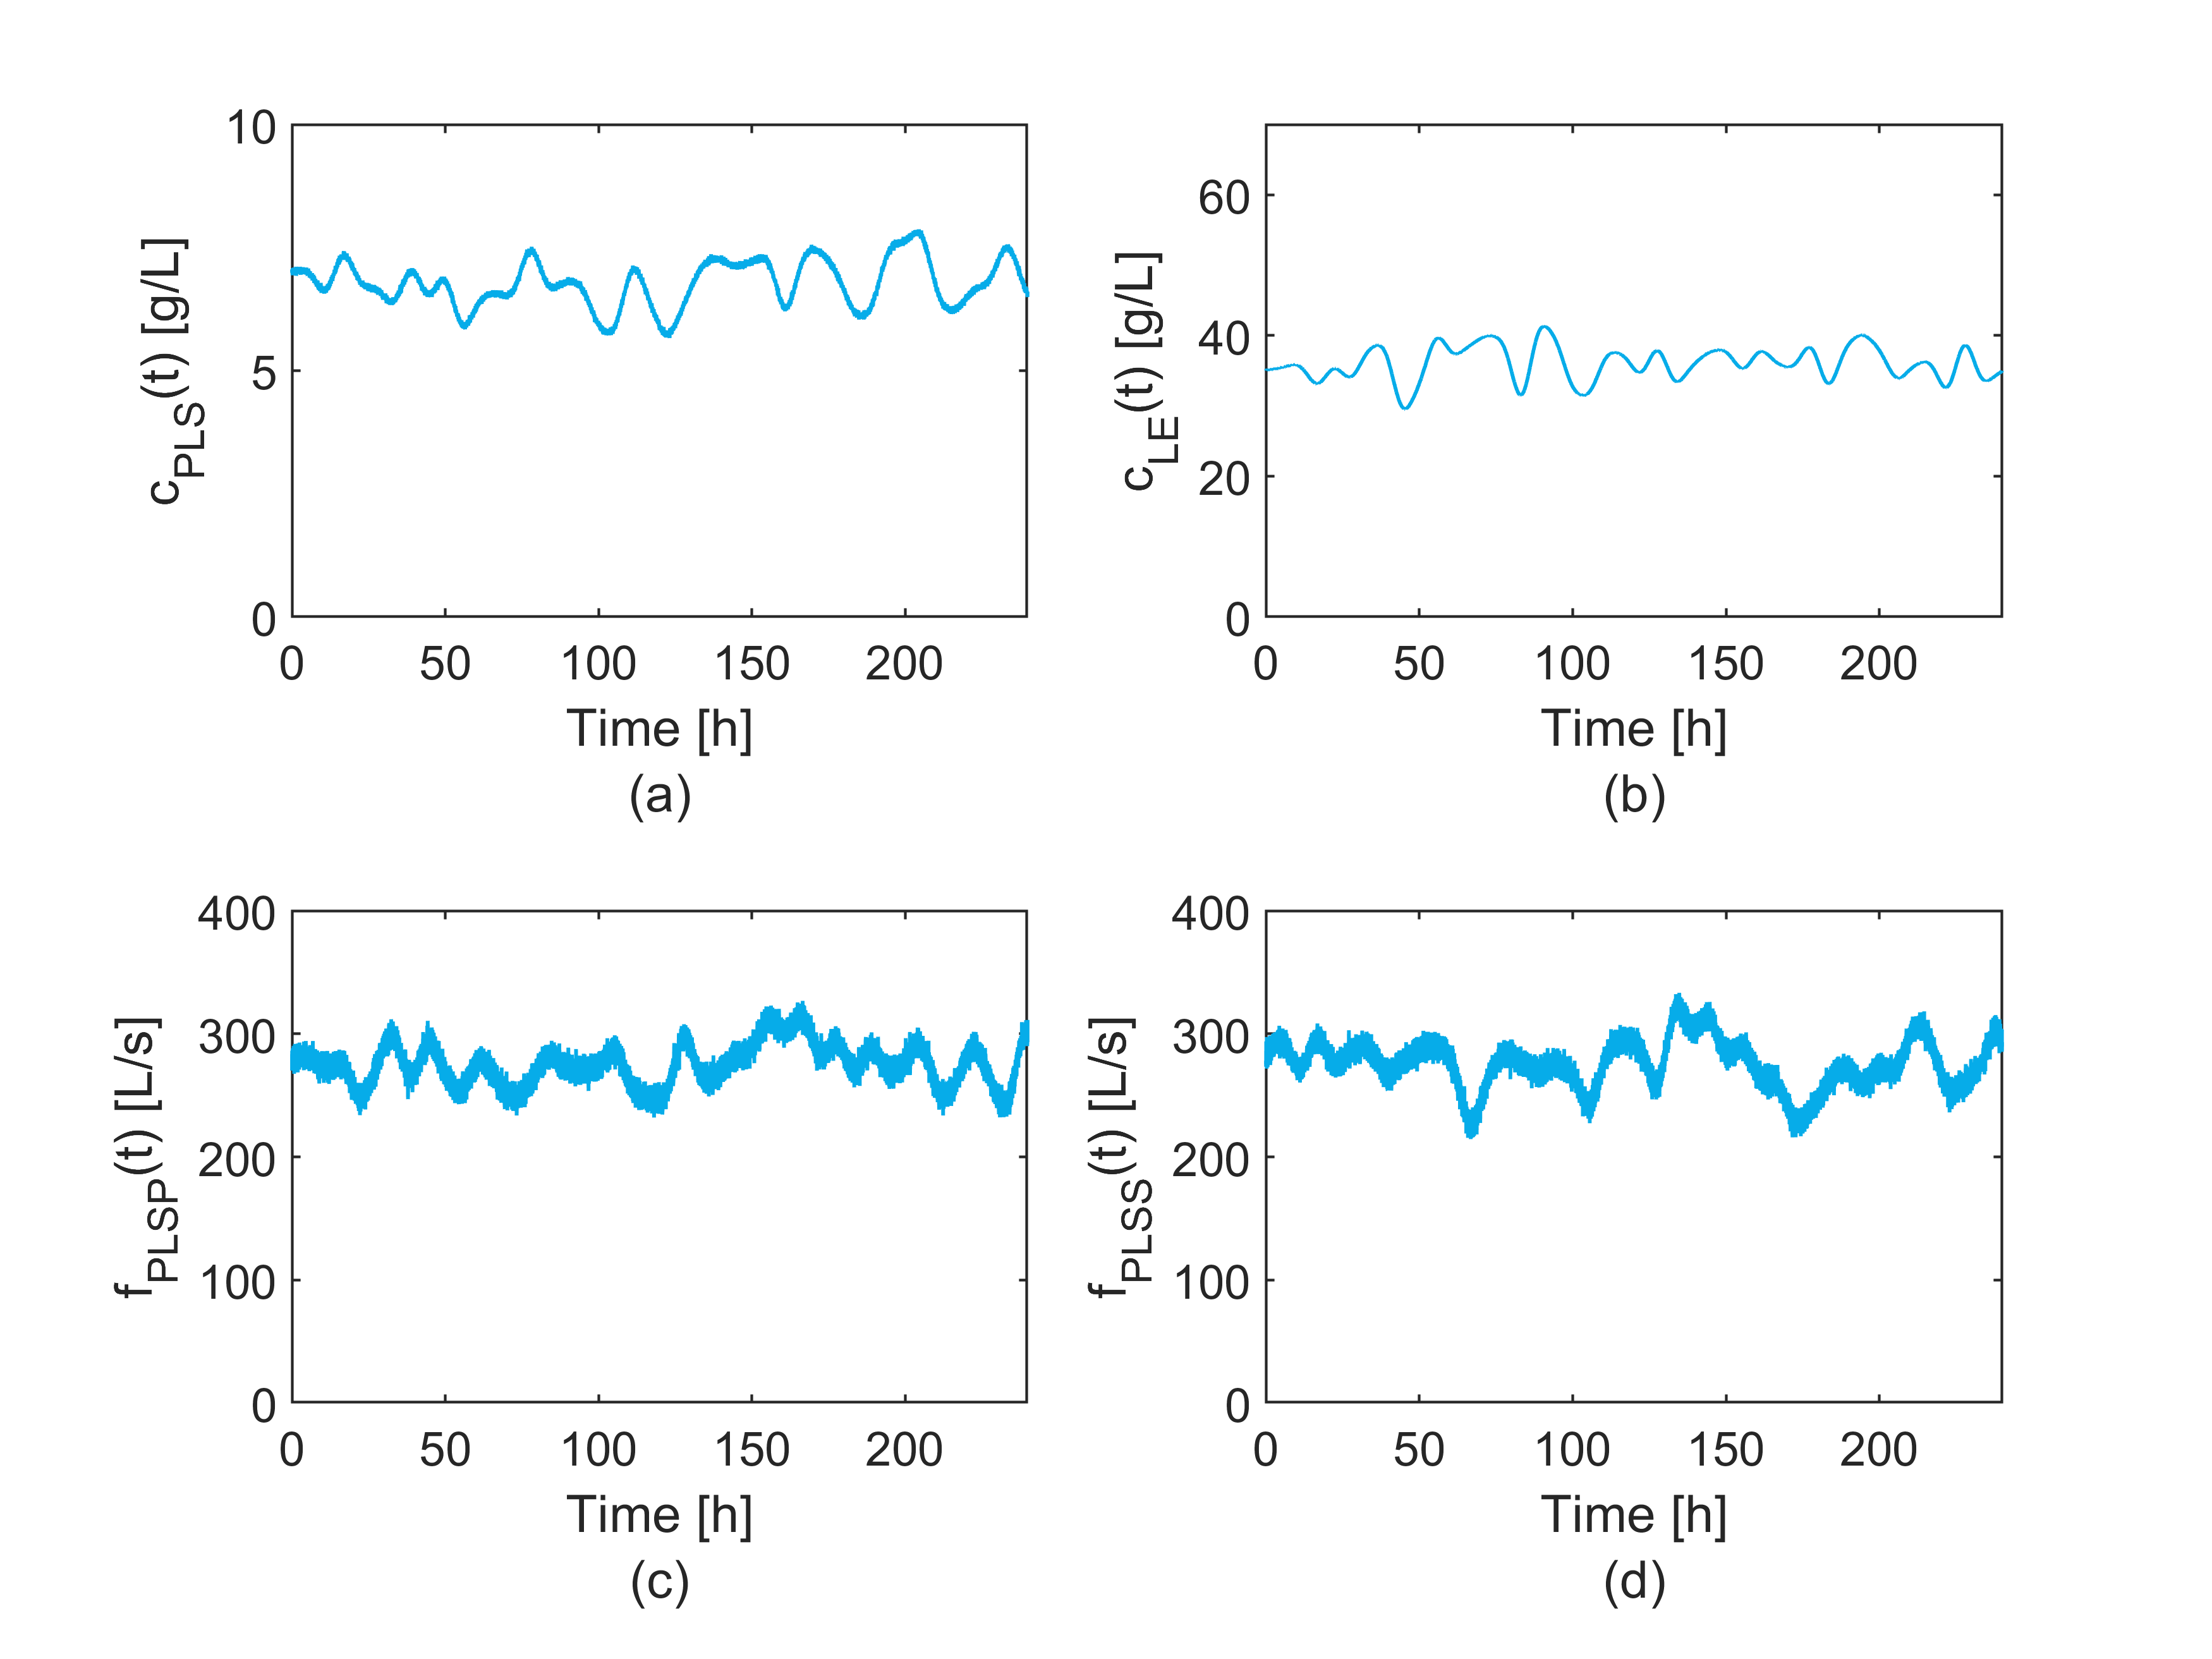 c_PLS(t) [g/L]
10
5
0
0 50 100 150 200
Time [h]
(a)
c_LE(t) [g/L]
60
40
20
0
0 50 100 150 200
Time [h]
(b)
f_PLSP(t) [L/s]
400
300
200
100
0
0 50 100 150 200
Time [h]
(c)
f_PLSS(t) [L/s]
400
300
200
100
0
0 50 100 150 200
Time [h]
(d)